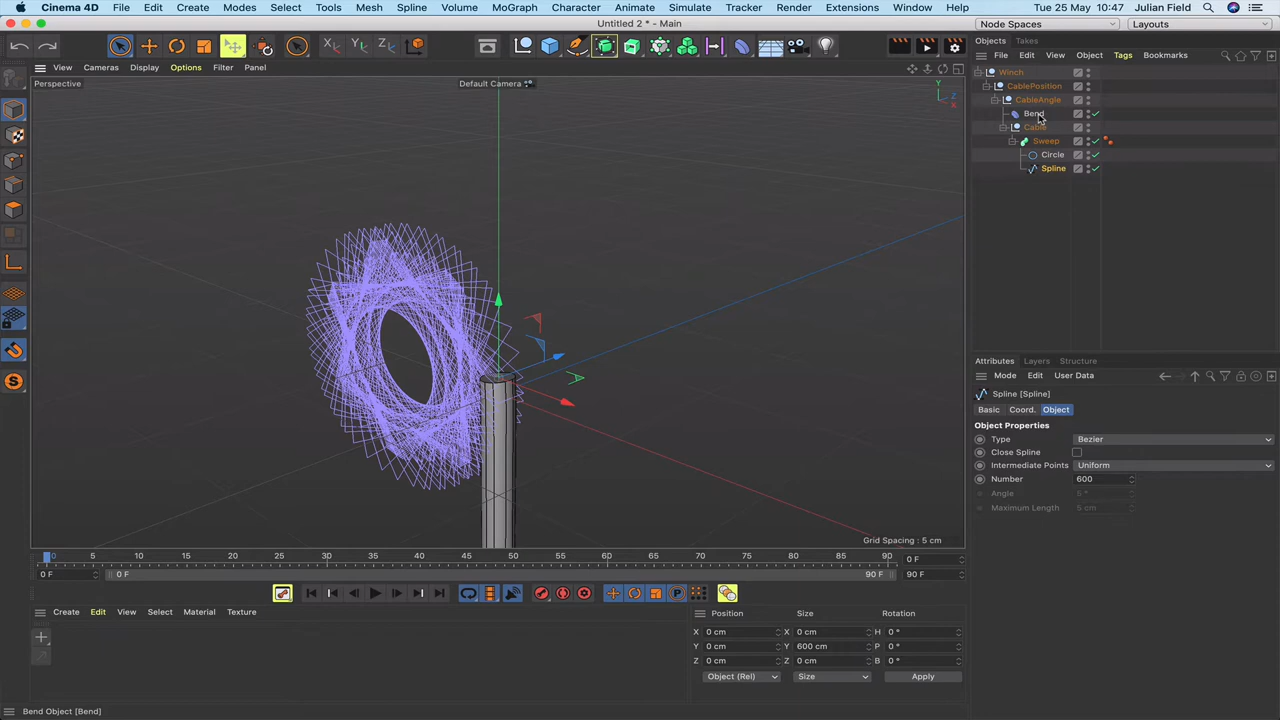 Cinema 4D File Edit Create Modes Select Tools Mesh Spline Volume MoGraph Character Animate Simulate Tracker Render Extensions Window Help Tue 25 May 10:47 Julian Field
Untitled 2 * - Main
Node Spaces
Layouts
X Y Z
Objects Takes
View Cameras Display Options Filter Panel
File Edit View Object Tags Bookmarks
Perspective
Default Camera
Y
Z
X
Winch
CablePosition
CableAngle
Bend
Cable
Sweep
Circle
Spline
Attributes Layers Structure
Mode Edit User Data
Spline [Spline]
Basic Coord. Object
Object Properties
Type Bezier
Close Spline
Intermediate Points Uniform
Number 600
Angle 5 °
Maximum Length 5 cm
Grid Spacing : 5 cm
0 5 10 15 20 25 30 35 40 45 50 55 60 65 70 75 80 85 90 0 F
0 F 0 F 90 F 90 F
Create Edit View Select Material Texture
Position Size Rotation
X 0 cm X 0 cm H 0 °
Y 0 cm Y 600 cm P 0 °
Z 0 cm Z 0 cm B 0 °
Object (Rel) Size Apply
Bend Object [Bend]